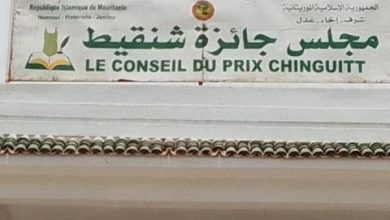 République Islamique de Mauritanie
الجمهورية الإسلامية الموريتانية
Honneur - Fraternité - Justice
شرف - إخاء - عدل
مجلس جائزة شنقيط
LE CONSEIL DU PRIX CHINGUITT